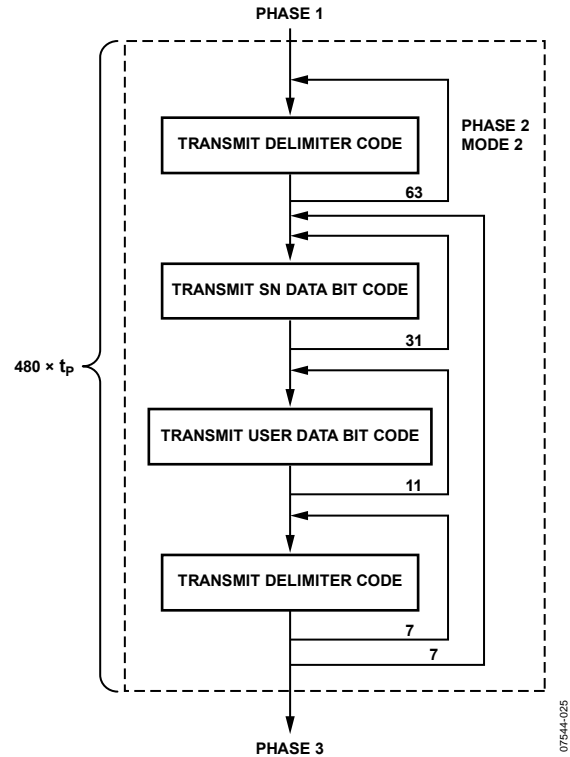 PHASE 1
TRANSMIT DELIMITER CODE
PHASE 2
MODE 2
63
TRANSMIT SN DATA BIT CODE
31
480 × tP
TRANSMIT USER DATA BIT CODE
11
TRANSMIT DELIMITER CODE
7
7
PHASE 3
07544-025